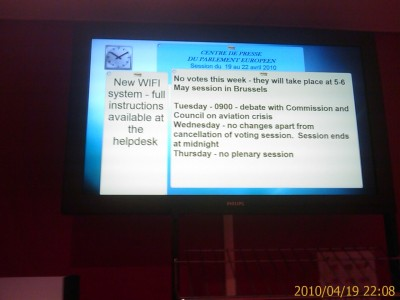 CENTRE DE PRESSE
DU PARLEMENT EUROPEEN
Session du 19 au 22 avril 2010
New WIFI
system - full
instructions
available at
the
helpdesk
No votes this week - they will take place at 5-6
May session in Brussels
Tuesday - 0900 - debate with Commission and
Council on aviation crisis
Wednesday - no changes apart from
cancellation of voting session. Session ends
at midnight
Thursday - no plenary session
PHILIPS
2010/04/19 22:08